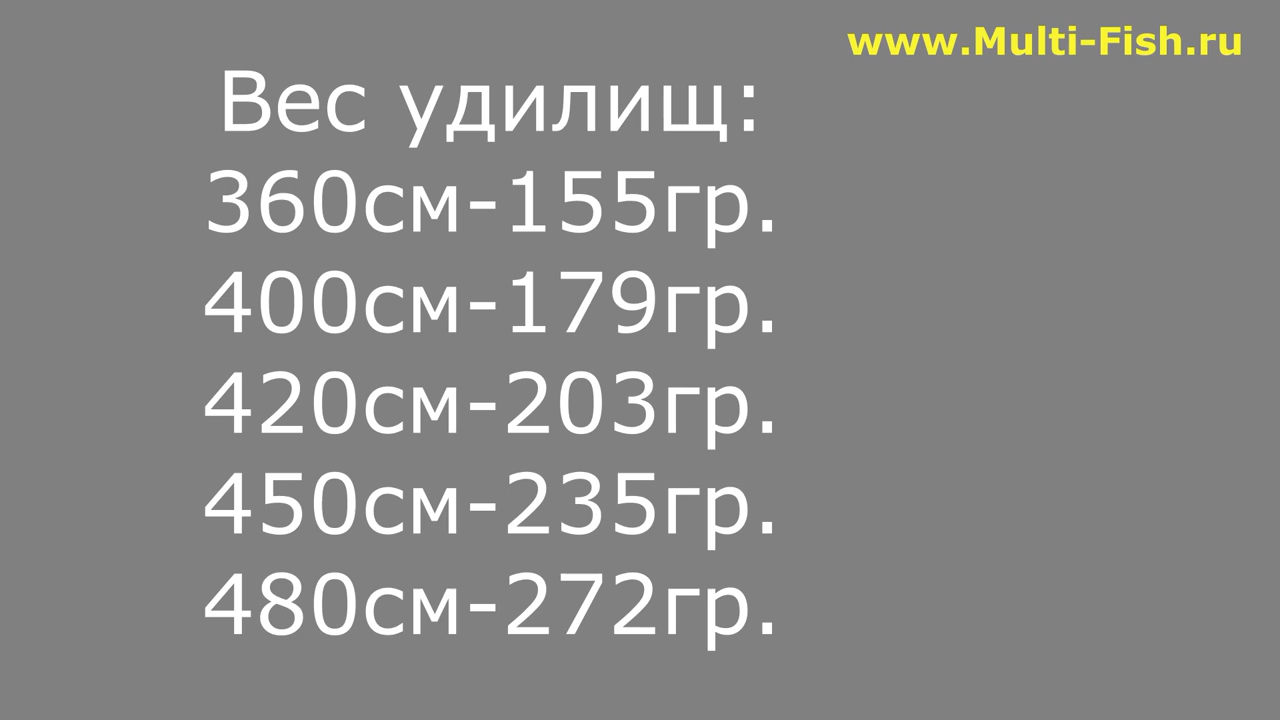 www.Multi-Fish.ru
Вес удилищ:
360см-155гр.
400см-179гр.
420см-203гр.
450см-235гр.
480см-272гр.